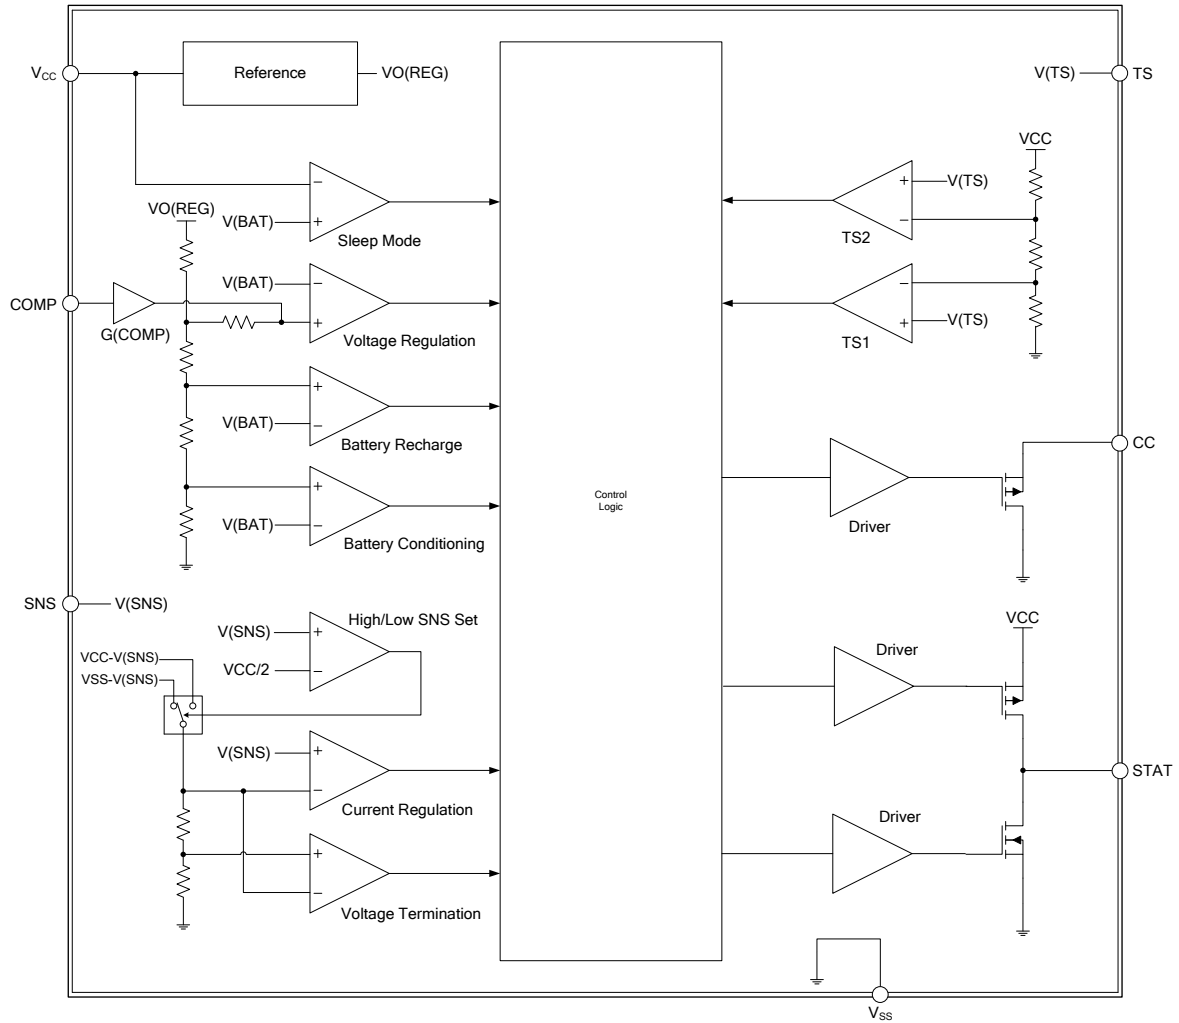 VCC
Reference
VO(REG)
V(TS)
TS
VCC
+
V(TS)
−
TS2
−
V(BAT)
+
Sleep Mode
VO(REG)
V(BAT)
−
+
Voltage Regulation
COMP
G(COMP)
−
+
V(TS)
TS1
+
V(BAT)
−
Battery Recharge
CC
Driver
+
V(BAT)
−
Battery Conditioning
Control
Logic
SNS
V(SNS)
High/Low SNS Set
V(SNS)
+
VCC/2
−
VCC-V(SNS)
VSS-V(SNS)
VCC
Driver
V(SNS)
+
−
Current Regulation
STAT
Driver
+
−
Voltage Termination
VSS